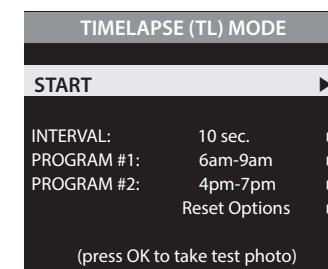 TIMELAPSE (TL) MODE
START
INTERVAL: 10 sec.
PROGRAM #1: 6am-9am
PROGRAM #2: 4pm-7pm
Reset Options
(press OK to take test photo)